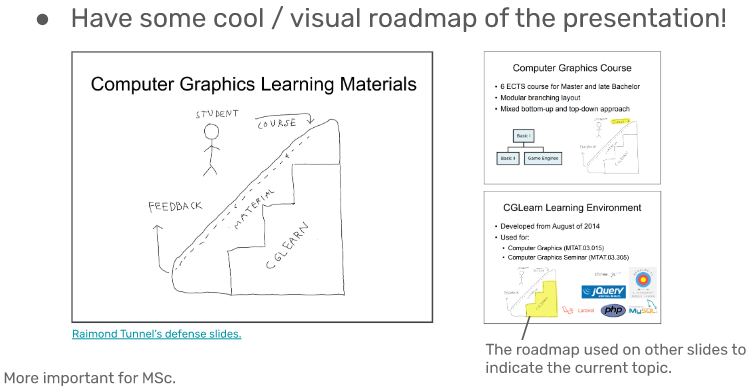 ● Have some cool / visual roadmap of the presentation!
Computer Graphics Learning Materials
STUDENT
COURSE
FEEDBACK
MATERIAL
CGLEARN
Raimond Tunnel's defense slides.
More important for MSc.
Computer Graphics Course
• 6 ECTS course for Master and late Bachelor
• Modular branching layout
• Mixed bottom-up and top-down approach
Basic I
Basic II
Game Engines
CGLearn Learning Environment
• Developed from August of 2014
• Used for:
• Computer Graphics (MTAT.03.015)
• Computer Graphics Seminar (MTAT.03.305)
three.js
jQuery
Laravel
php
MySQL
The roadmap used on other slides to
indicate the current topic.